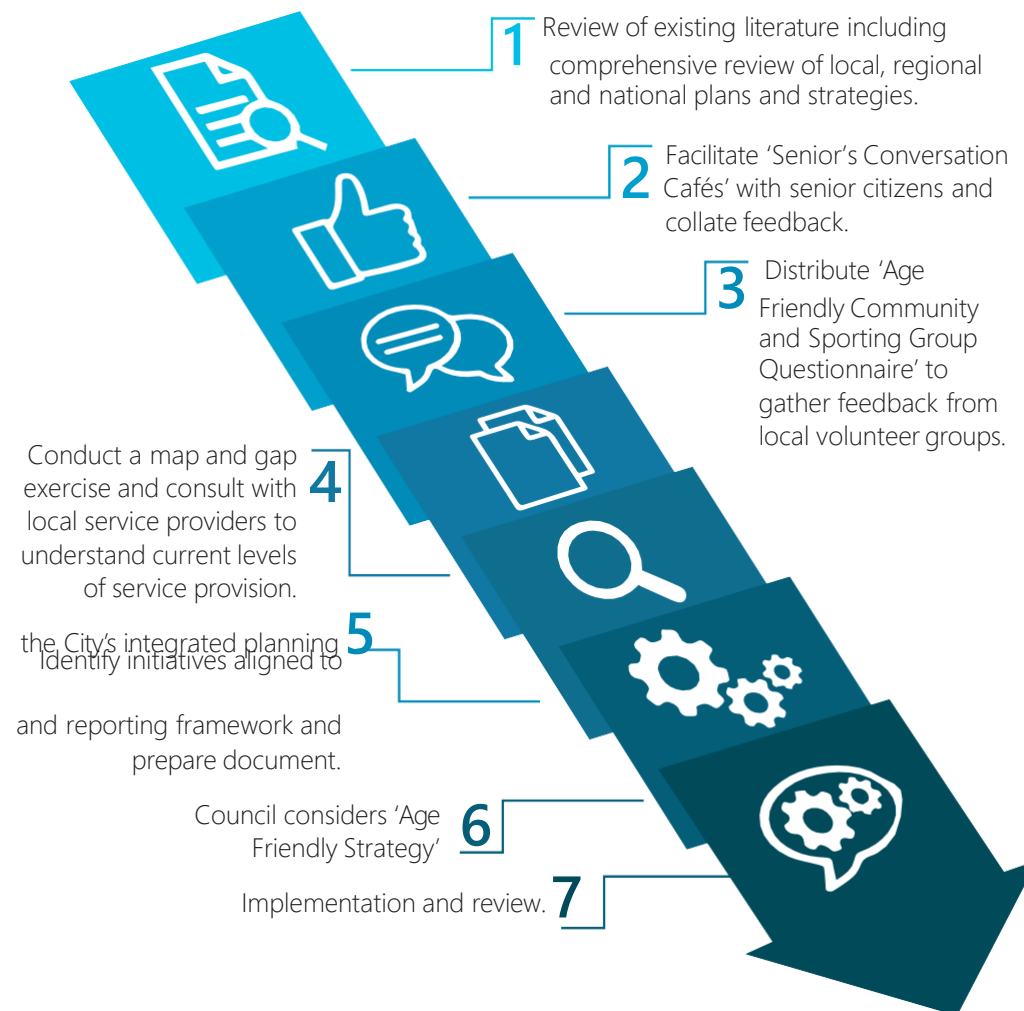 1
Review of existing literature including
comprehensive review of local, regional
and national plans and strategies.
2
Facilitate ‘Senior’s Conversation
Cafés’ with senior citizens and
collate feedback.
3
Distribute ‘Age
Friendly Community
and Sporting Group
Questionnaire’ to
gather feedback from
local volunteer groups.
4
Conduct a map and gap
exercise and consult with
local service providers to
understand current levels
of service provision.
5
Identify initiatives aligned to
the City’s integrated planning
and reporting framework and
prepare document.
6
Council considers ‘Age
Friendly Strategy’
7
Implementation and review.